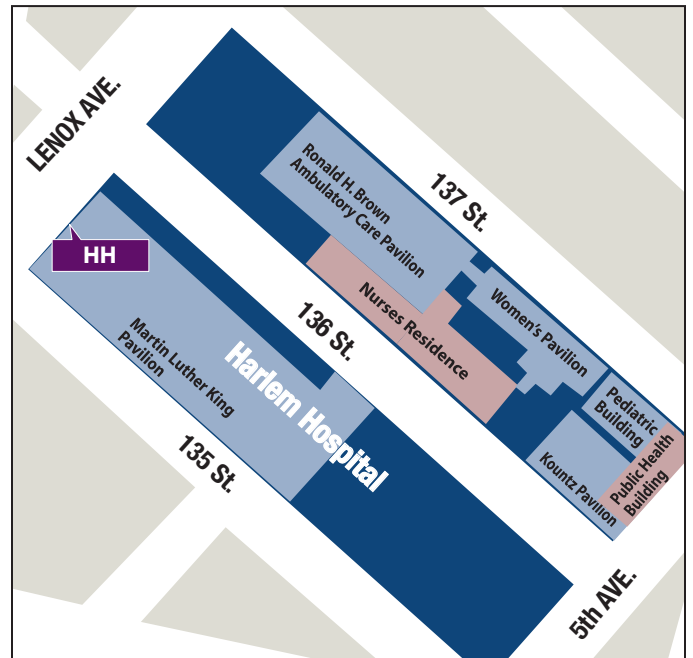 LENOX AVE.
137 St.
Ronald H. Brown
Ambulatory Care Pavilion
HH
Nurses Residence
Women's Pavilion
136 St.
Martin Luther King
Pavilion
Harlem Hospital
Pediatric
Building
Kountz Pavilion
Public Health
Building
135 St.
5th AVE.